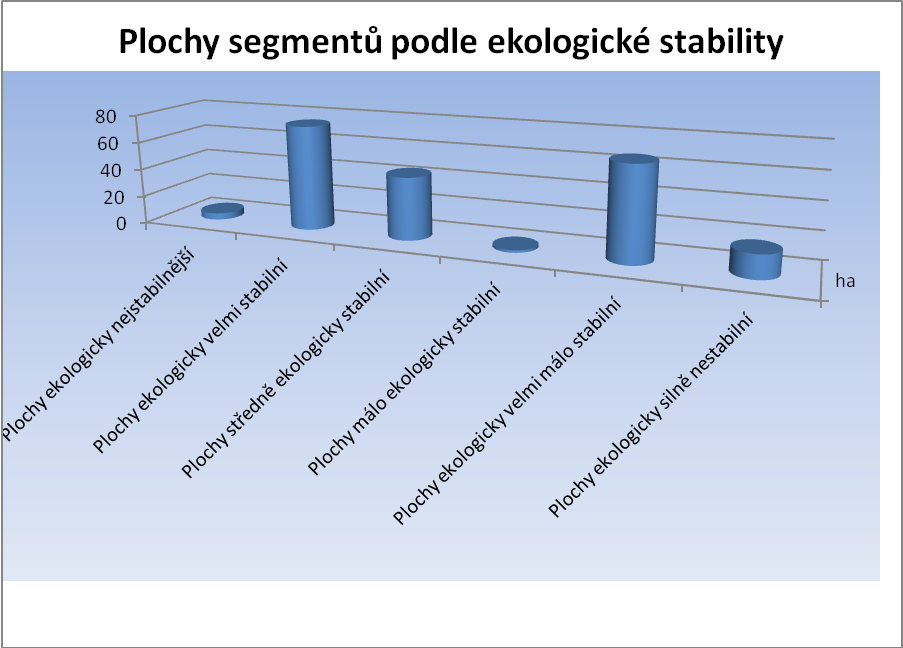 Plochy segmentů podle ekologické stability
80
60
40
20
0
ha
Plochy ekologicky nejstabilnější
Plochy ekologicky velmi stabilní
Plochy středně ekologicky stabilní
Plochy málo ekologicky stabilní
Plochy ekologicky velmi málo stabilní
Plochy ekologicky silně nestabilní